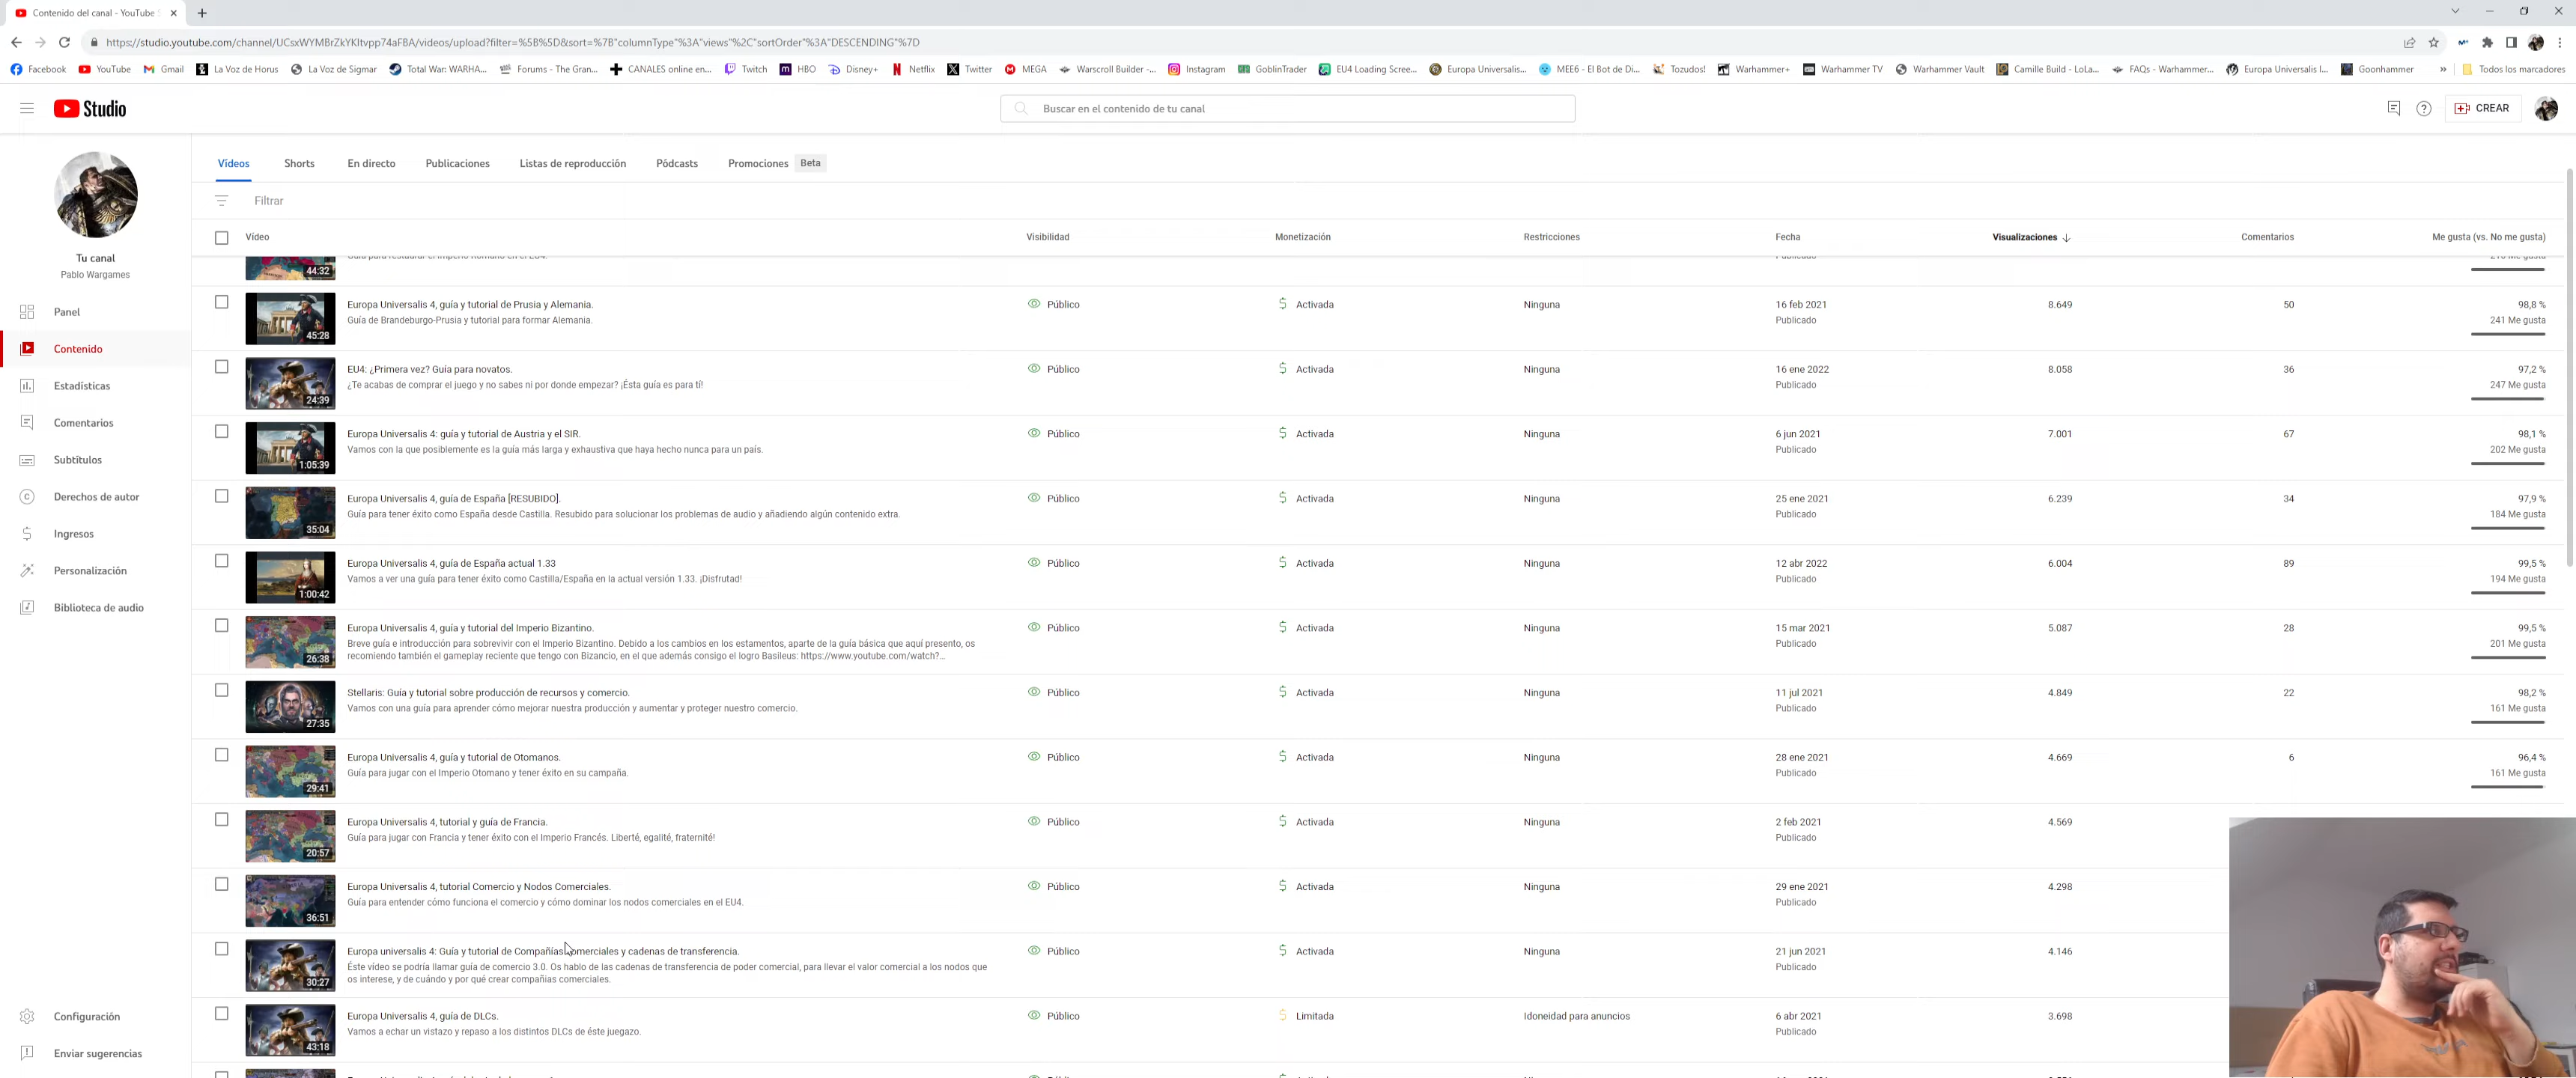 Contenido del canal - YouTube S
https://studio.youtube.com/channel/UCsxWYMBrZkYKltvpp74aFBA/videos/upload?filter=%5B%5D&sort=%7B"columnType"%3A"views"%2C"sortOrder"%3A"DESCENDING"%7D
Facebook YouTube Gmail La Voz de Horus La Voz de Sigmar Total War: WARHA... Forums - The Gran... CANALES online en... Twitch HBO Disney+ Netflix Twitter MEGA Warscroll Builder -... Instagram GoblinTrader EU4 Loading Scree... Europa Universalis... MEE6 - El Bot de Di... Tozudos! Warhammer+ Warhammer TV Warhammer Vault Camille Build - LoLa... FAQs - Warhammer... Europa Universalis I... Goonhammer » Todos los marcadores
Studio
Buscar en el contenido de tu canal
CREAR
Tu canal
Pablo Wargames
Panel
Contenido
Estadísticas
Comentarios
Subtítulos
Derechos de autor
Ingresos
Personalización
Biblioteca de audio
Configuración
Enviar sugerencias
Vídeos Shorts En directo Publicaciones Listas de reproducción Pódcasts Promociones Beta
Filtrar
Vídeo Visibilidad Monetización Restricciones Fecha Visualizaciones Comentarios Me gusta (vs. No me gusta)
44:32
Europa Universalis 4, guía y tutorial de Prusia y Alemania. Público Activada Ninguna 16 feb 2021 8.649 50 98,8 %
Guía de Brandeburgo-Prusia y tutorial para formar Alemania. Publicado 241 Me gusta
45:28
EU4: ¿Primera vez? Guía para novatos. Público Activada Ninguna 16 ene 2022 8.058 36 97,2 %
¿Te acabas de comprar el juego y no sabes ni por donde empezar? ¡Ésta guía es para tí! Publicado 247 Me gusta
24:39
Europa Universalis 4: guía y tutorial de Austria y el SIR. Público Activada Ninguna 6 jun 2021 7.001 67 98,1 %
Vamos con la que posiblemente es la guía más larga y exhaustiva que haya hecho nunca para un país. Publicado 202 Me gusta
1:05:39
Europa Universalis 4, guía de España [RESUBIDO]. Público Activada Ninguna 25 ene 2021 6.239 34 97,9 %
Guía para tener éxito como España desde Castilla. Resubido para solucionar los problemas de audio y añadiendo algún contenido extra. Publicado 184 Me gusta
35:04
Europa Universalis 4, guía de España actual 1.33 Público Activada Ninguna 12 abr 2022 6.004 89 99,5 %
Vamos a ver una guía para tener éxito como Castilla/España en la actual versión 1.33. ¡Disfrutad! Publicado 194 Me gusta
1:00:42
Europa Universalis 4, guía y tutorial del Imperio Bizantino. Público Activada Ninguna 15 mar 2021 5.087 28 99,5 %
Breve guía e introducción para sobrevivir con el Imperio Bizantino. Debido a los cambios en los estamentos, aparte de la guía básica que aquí presento, os Publicado 201 Me gusta
recomiendo también el gameplay reciente que tengo con Bizancio, en el que además consigo el logro Basileus: https://www.youtube.com/watch?...
26:38
Stellaris: Guía y tutorial sobre producción de recursos y comercio. Público Activada Ninguna 11 jul 2021 4.849 22 98,2 %
Vamos con una guía para aprender cómo mejorar nuestra producción y aumentar y proteger nuestro comercio. Publicado 161 Me gusta
27:35
Europa Universalis 4, guía y tutorial de Otomanos. Público Activada Ninguna 28 ene 2021 4.669 6 96,4 %
Guía para jugar con el Imperio Otomano y tener éxito en su campaña. Publicado 161 Me gusta
29:41
Europa Universalis 4, tutorial y guía de Francia. Público Activada Ninguna 2 feb 2021 4.569
Guía para jugar con Francia y tener éxito con el Imperio Francés. Liberté, egalité, fraternité! Publicado
20:57
Europa Universalis 4, tutorial Comercio y Nodos Comerciales. Público Activada Ninguna 29 ene 2021 4.298
Guía para entender cómo funciona el comercio y cómo dominar los nodos comerciales en el EU4. Publicado
36:51
Europa universalis 4: Guía y tutorial de Compañías comerciales y cadenas de transferencia. Público Activada Ninguna 21 jun 2021 4.146
Éste vídeo se podría llamar guía de comercio 3.0. Os hablo de las cadenas de transferencia de poder comercial, para llevar el valor comercial a los nodos que Publicado
os interese, y de cuándo y por qué crear compañías comerciales.
30:27
Europa Universalis 4, guía de DLCs. Público Limitada Idoneidad para anuncios 6 abr 2021 3.698
Vamos a echar un vistazo y repaso a los distintos DLCs de éste juegazo. Publicado
43:18